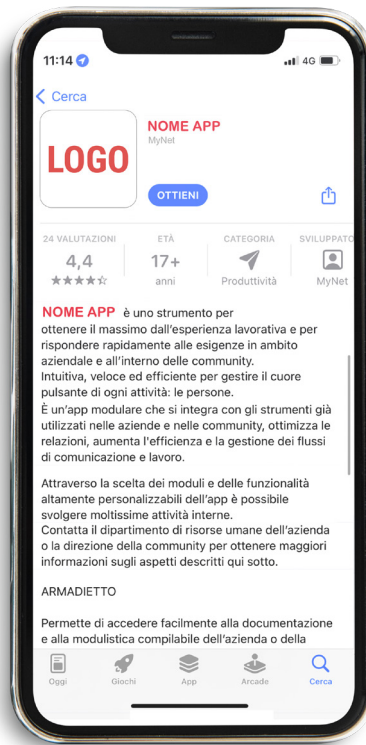 11:14
4G
Cerca
LOGO
NOME APP
MyNet
OTTIENI
24 VALUTAZIONI
4,4
ETÀ
17+
anni
CATEGORIA
Produttività
SVILUPPATO
MyNet
NOME APP è uno strumento per
ottenere il massimo dall'esperienza lavorativa e per
rispondere rapidamente alle esigenze in ambito
aziendale e all'interno delle community.
Intuitiva, veloce ed efficiente per gestire il cuore
pulsante di ogni attività: le persone.
È un'app modulare che si integra con gli strumenti già
utilizzati nelle aziende e nelle community, ottimizza le
relazioni, aumenta l'efficienza e la gestione dei flussi
di comunicazione e lavoro.
Attraverso la scelta dei moduli e delle funzionalità
altamente personalizzabili dell'app è possibile
svolgere moltissime attività interne.
Contatta il dipartimento di risorse umane dell'azienda
o la direzione della community per ottenere maggiori
informazioni sugli aspetti descritti qui sotto.
ARMADIETTO
Permette di accedere facilmente alla documentazione
e alla modulistica compilabile dell'azienda o della
Oggi
Giochi
App
Arcade
Cerca